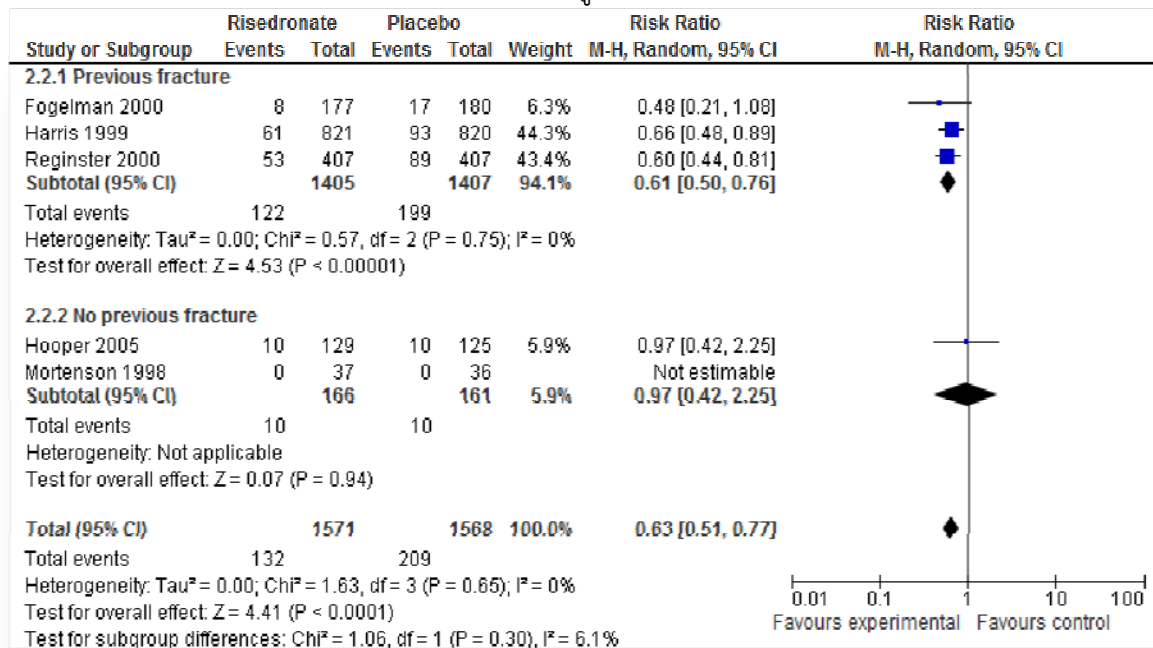 Risedronate Placebo Risk Ratio Risk Ratio
Study or Subgroup Events Total Events Total Weight M-H, Random, 95% CI M-H, Random, 95% CI
2.2.1 Previous fracture
Fogelman 2000 8 177 17 180 6.3% 0.48 [0.21, 1.08]
Harris 1999 61 821 93 820 44.3% 0.66 [0.48, 0.89]
Reginster 2000 53 407 89 407 43.4% 0.60 [0.44, 0.81]
Subtotal (95% CI) 1405 1407 94.1% 0.61 [0.50, 0.76]
Total events 122 199
Heterogeneity: Tau² = 0.00; Chi² = 0.57, df = 2 (P = 0.75); I² = 0%
Test for overall effect: Z = 4.53 (P < 0.00001)
2.2.2 No previous fracture
Hooper 2005 10 129 10 125 5.9% 0.97 [0.42, 2.25]
Mortenson 1998 0 37 0 36 Not estimable
Subtotal (95% CI) 166 161 5.9% 0.97 [0.42, 2.25]
Total events 10 10
Heterogeneity: Not applicable
Test for overall effect: Z = 0.07 (P = 0.94)
Total (95% CI) 1571 1568 100.0% 0.63 [0.51, 0.77]
Total events 132 209
Heterogeneity: Tau² = 0.00; Chi² = 1.63, df = 3 (P = 0.65); I² = 0%
Test for overall effect: Z = 4.41 (P < 0.0001)
Test for subgroup differences: Chi² = 1.06, df = 1 (P = 0.30), I² = 6.1%
0.01 0.1 1 10 100
Favours experimental Favours control